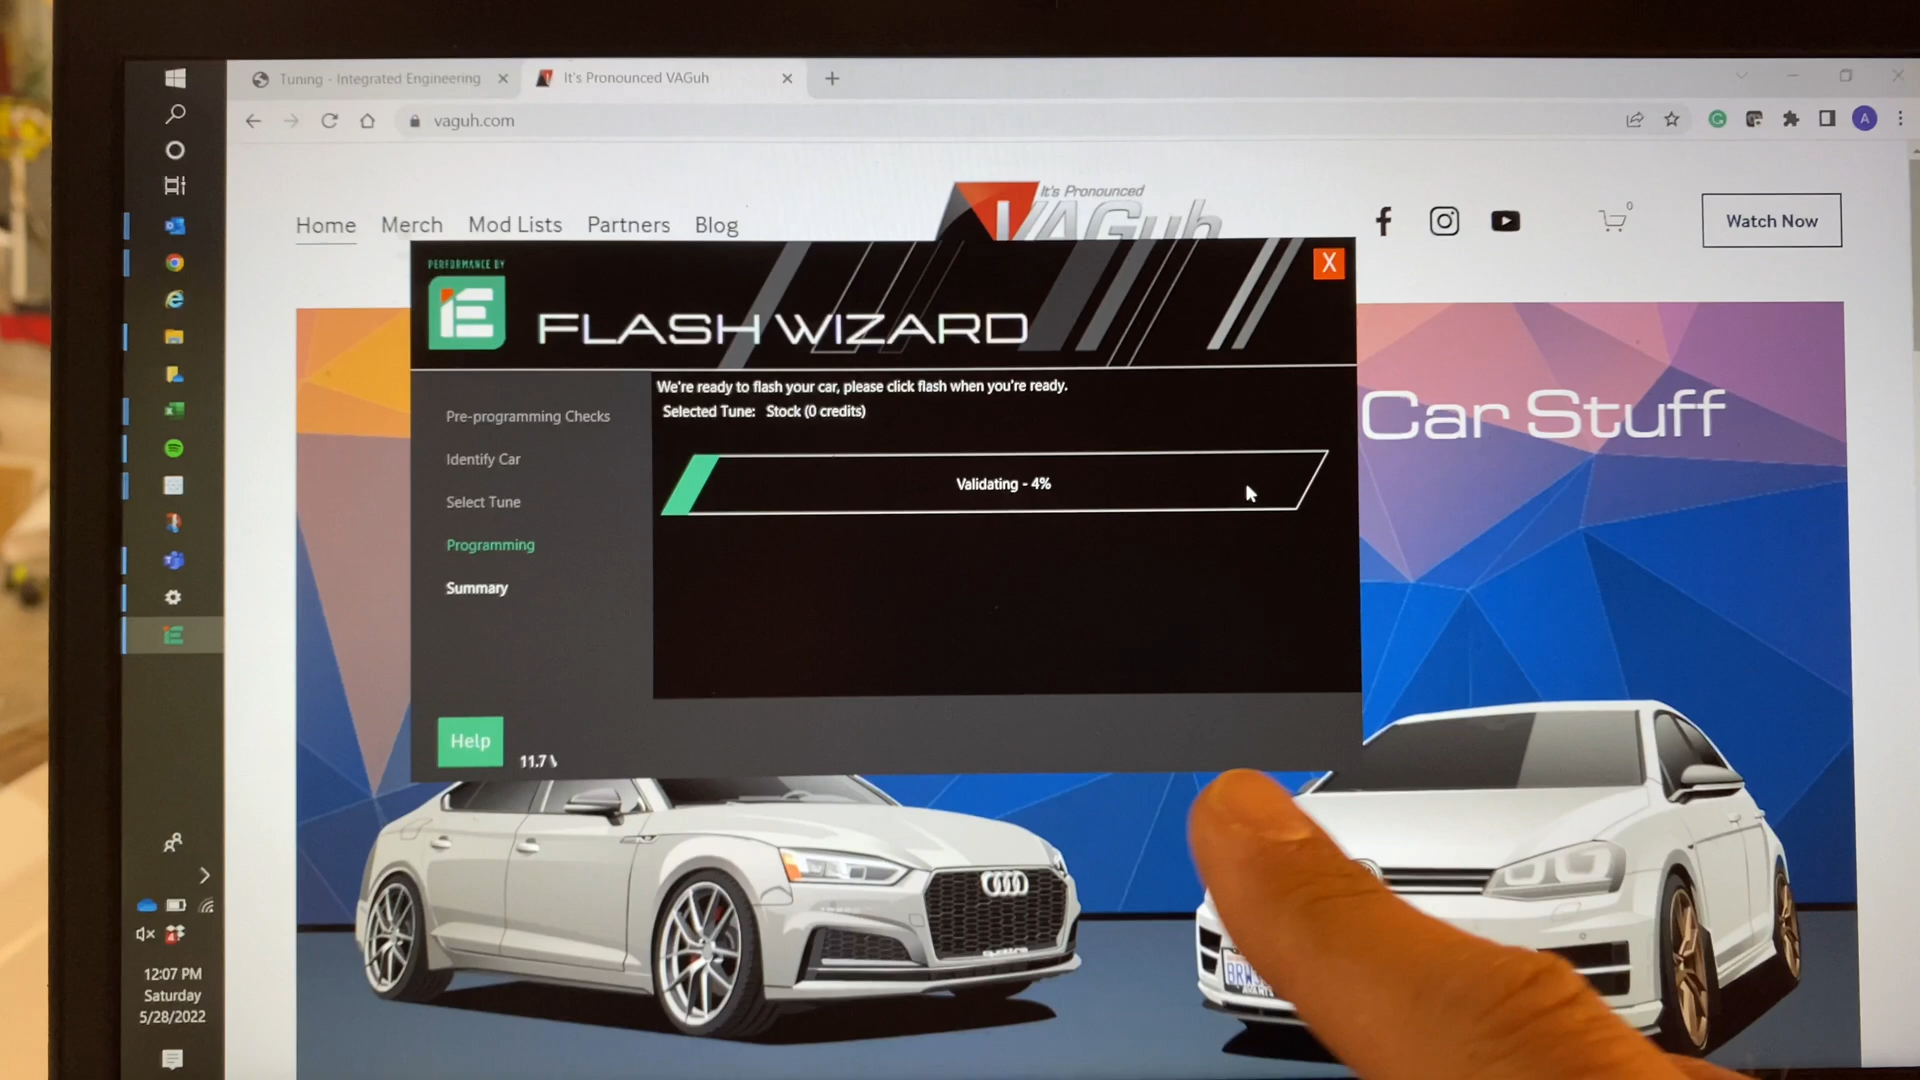 Tuning - Integrated Engineering
It's Pronounced VAGuh
vaguh.com
A
It's Pronounced
VAGuh
Home Merch Mod Lists Partners Blog
0
Watch Now
PERFORMANCE BY
IE
FLASH WIZARD
X
We're ready to flash your car, please click flash when you're ready.
Selected Tune: Stock (0 credits)
Pre-programming Checks
Identify Car
Select Tune
Programming
Summary
Validating - 4%
Car Stuff
Help
11.7
12:07 PM
Saturday
5/28/2022